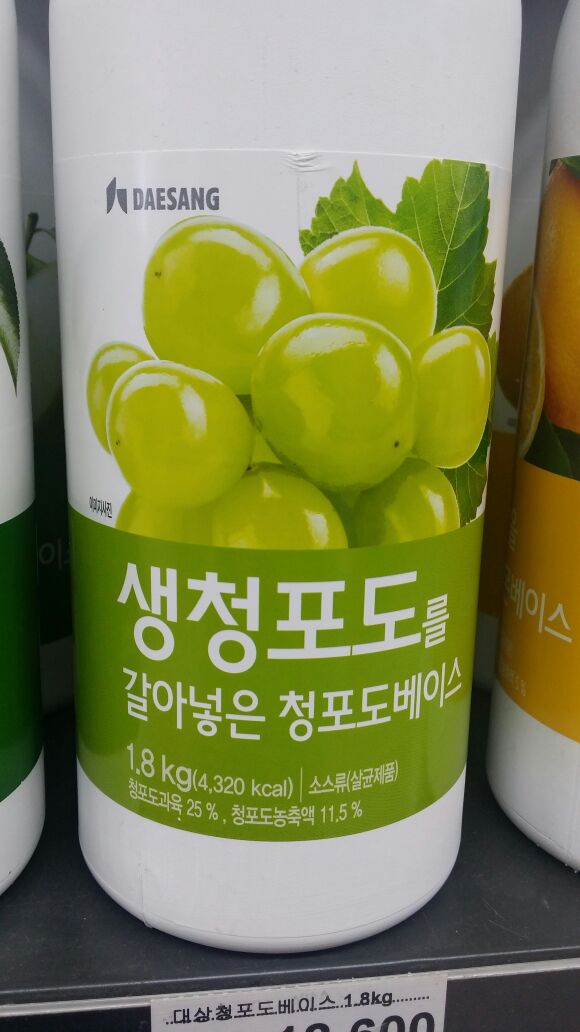 DAESANG
이미지사진
생청포도를
갈아넣은 청포도베이스
1.8 kg(4,320 kcal) 소스류(살균제품)
청포도과육 25 %, 청포도농축액 11.5 %
베이스
대상청포도베이스 1.8kg